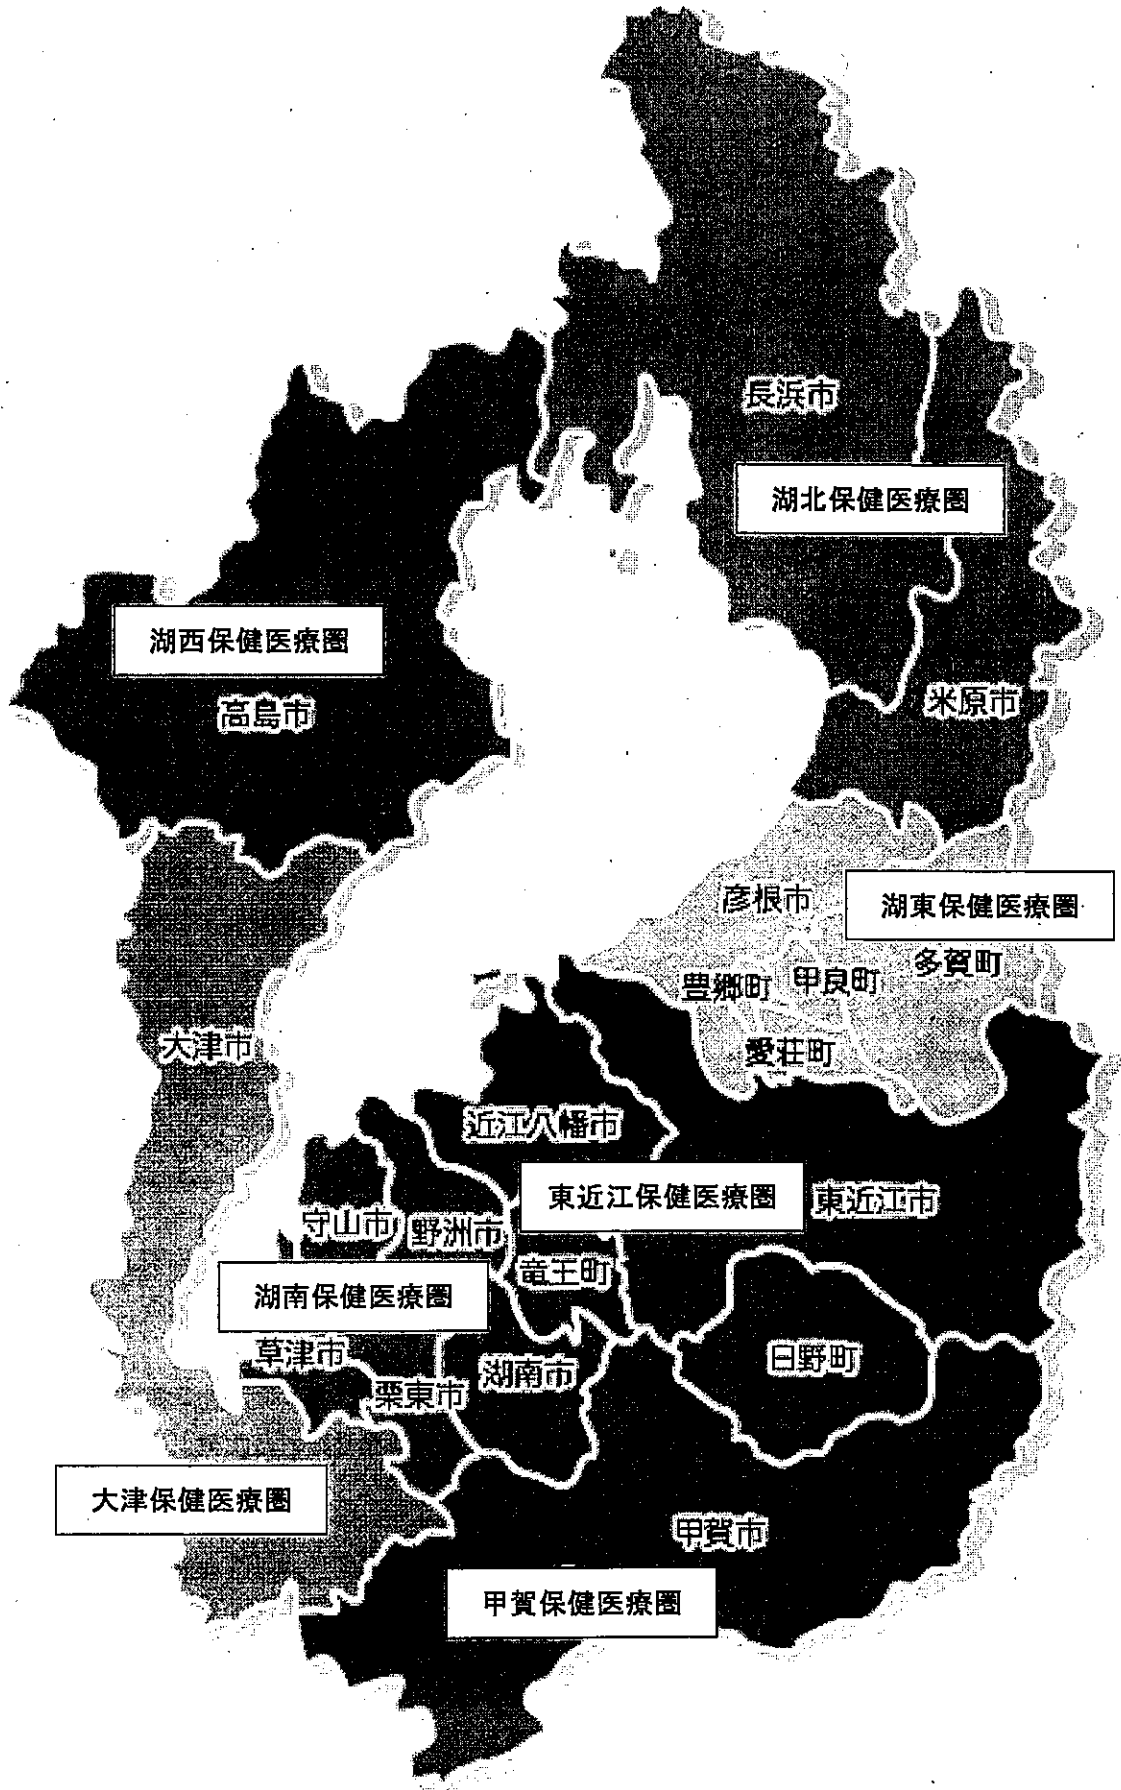 長浜市
湖北保健医療圏
湖西保健医療圏
高島市
米原市
彦根市
湖東保健医療圏
多賀町
豊郷町
甲良町
愛荘町
大津市
近江八幡市
東近江保健医療圏
東近江市
守山市
野洲市
竜王町
湖南保健医療圏
草津市
栗東市
湖南市
日野町
大津保健医療圏
甲賀市
甲賀保健医療圏